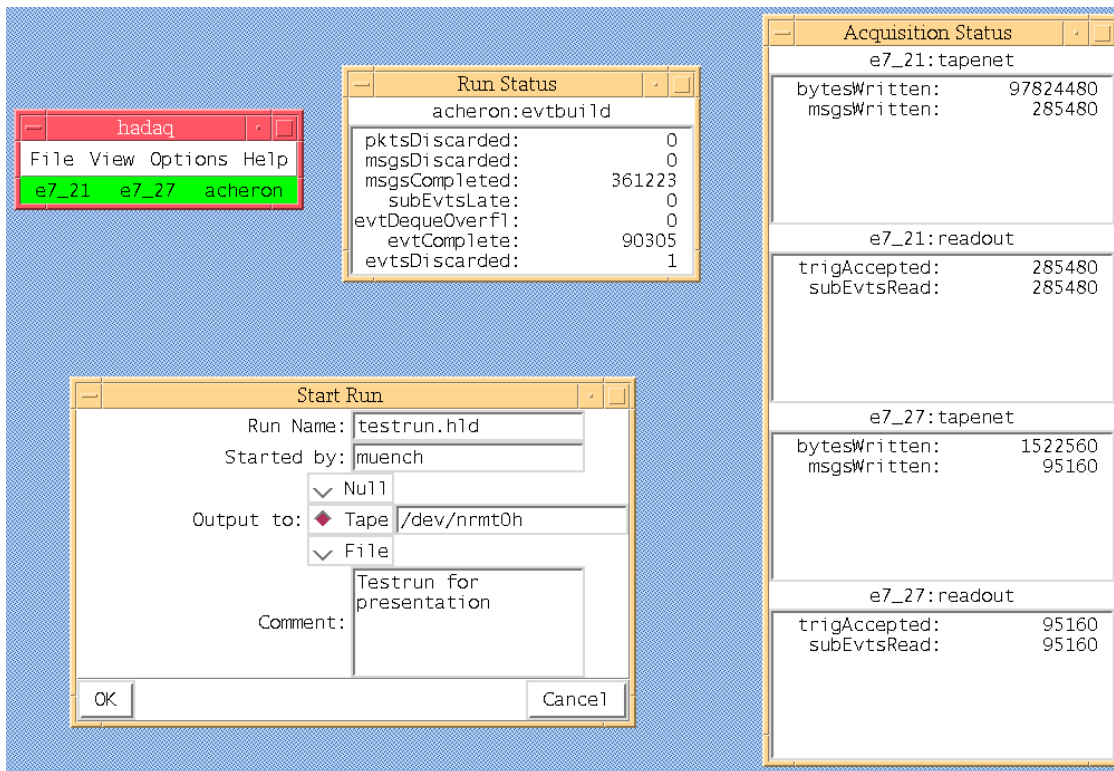 hadaq
File View Options Help
e7_21 e7_27 acheron
Run Status
acheron:evtbuild
pktsDiscarded: 0
msgsDiscarded: 0
msgsCompleted: 361223
subEvtsLate: 0
evtDequeOverfl: 0
evtComplete: 90305
evtsDiscarded: 1
Start Run
Run Name: testrun.hld
Started by: muench
Null
Output to: Tape /dev/nrmt0h
File
Comment: Testrun for
presentation
OK Cancel
Acquisition Status
e7_21:tapenet
bytesWritten: 97824480
msgsWritten: 285480
e7_21:readout
trigAccepted: 285480
subEvtsRead: 285480
e7_27:tapenet
bytesWritten: 1522560
msgsWritten: 95160
e7_27:readout
trigAccepted: 95160
subEvtsRead: 95160